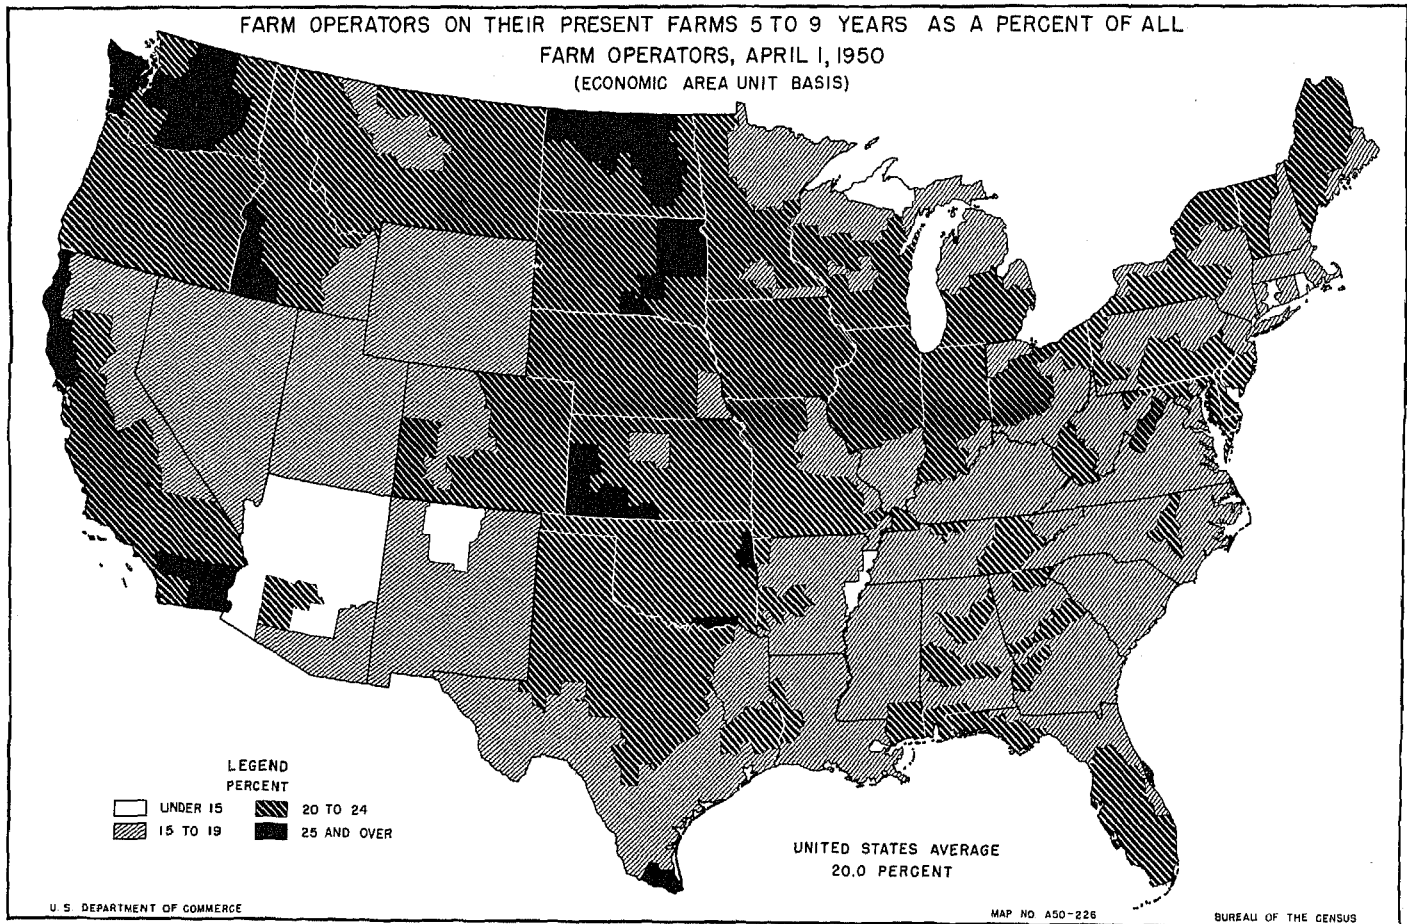 FARM OPERATORS ON THEIR PRESENT FARMS 5 TO 9 YEARS AS A PERCENT OF ALL
FARM OPERATORS, APRIL 1, 1950
(ECONOMIC AREA UNIT BASIS)
LEGEND
PERCENT
UNDER 15
20 TO 24
15 TO 19
25 AND OVER
UNITED STATES AVERAGE
20.0 PERCENT
U. S. DEPARTMENT OF COMMERCE
MAP NO A50-226
BUREAU OF THE CENSUS